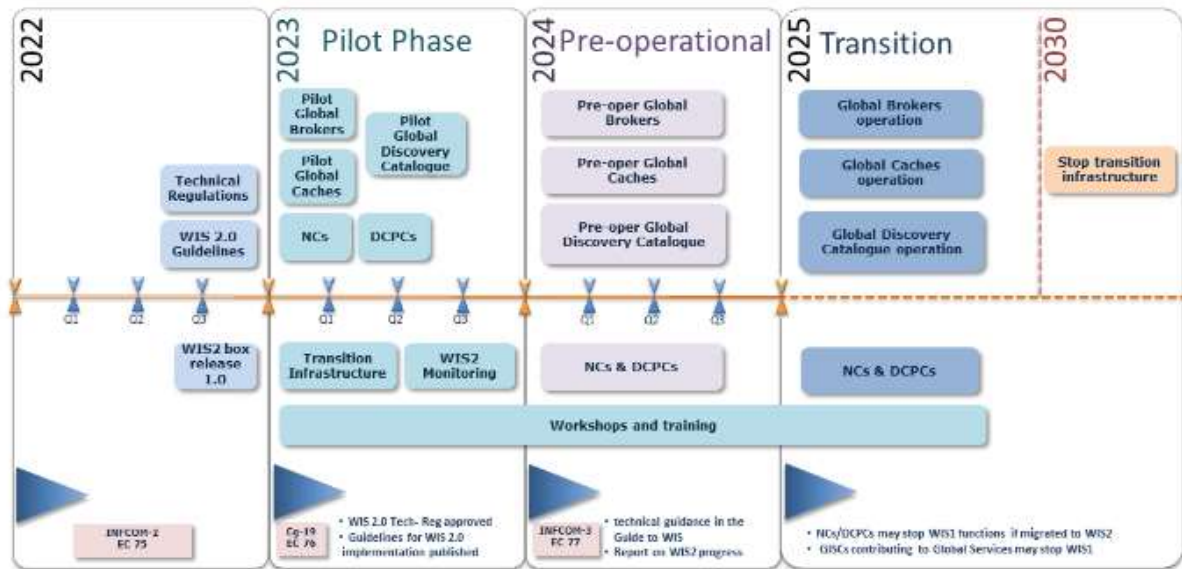 2022
2023
Pilot Phase
2024
Pre-operational
2025
Transition
2030
Technical
Regulations
WIS 2.0
Guidelines
Pilot
Global
Brokers
Pilot
Global
Caches
Pilot
Global
Discovery
Catalogue
NCs
DCPCs
Pre-oper Global
Brokers
Pre-oper Global
Caches
Pre-oper Global
Discovery Catalogue
Global Brokers
operation
Global Caches
operation
Global Discovery
Catalogue operation
Stop transition
infrastructure
Q1
Q2
Q3
Q1
Q2
Q3
Q1
Q2
Q3
WIS2 box
release
1.0
Transition
Infrastructure
WIS2
Monitoring
NCs & DCPCs
NCs & DCPCs
Workshops and training
INFCOM-2
EC 75
Cg-19
EC 76
• WIS 2.0 Tech- Reg approved
• Guidelines for WIS 2.0
implementation published
INFCOM-3
EC 77
• technical guidance in the
Guide to WIS
• Report on WIS2 progress
• NCs/DCPCs may stop WIS1 functions if migrated to WIS2
• GISCs contributing to Global Services may stop WIS1